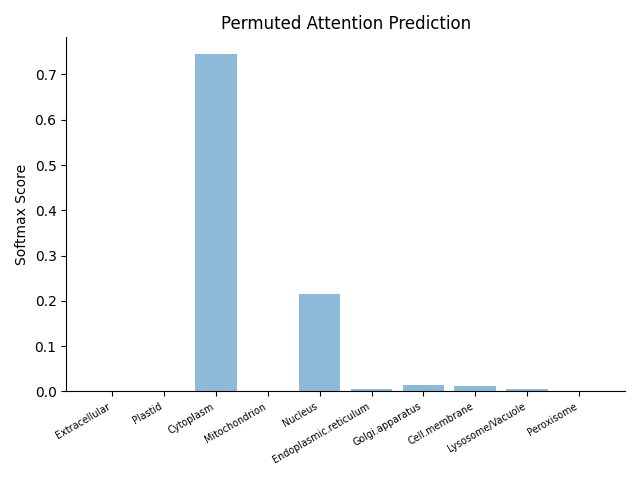 Permuted Attention Prediction
Softmax Score
0.7
0.6
0.5
0.4
0.3
0.2
0.1
0.0
Extracellular
Plastid
Cytoplasm
Mitochondrion
Nucleus
Endoplasmic.reticulum
Golgi.apparatus
Cell.membrane
Lysosome/Vacuole
Peroxisome